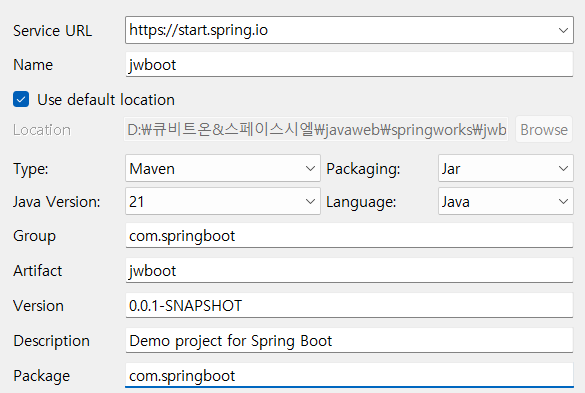 Service URL https://start.spring.io
Name jwboot
Use default location
Location D:₩큐비트온&스페이스시엘₩javaweb₩springworks₩jwb Browse
Type: Maven Packaging: Jar
Java Version: 21 Language: Java
Group com.springboot
Artifact jwboot
Version 0.0.1-SNAPSHOT
Description Demo project for Spring Boot
Package com.springboot